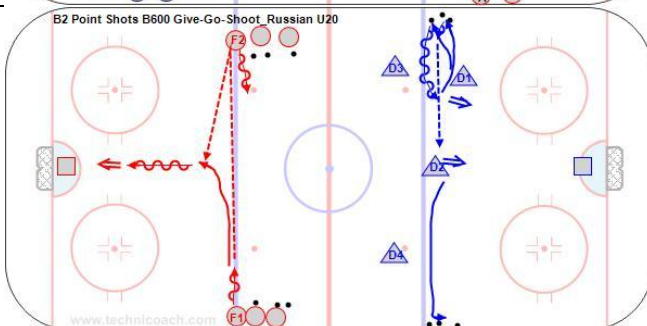 B2 Point Shots B600 Give-Go-Shoot_Russian U20
F2
D3
D1
D2
D4
F1
www.technicoach.com